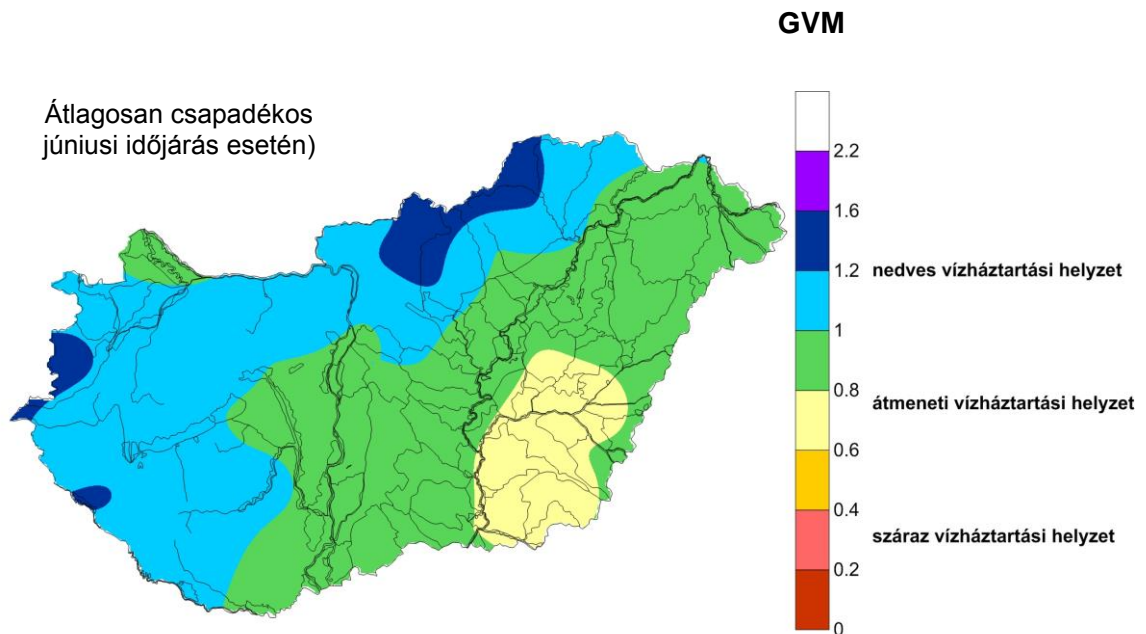 GVM
Átlagosan csapadékos
júniusi időjárás esetén)
2.2
1.6
1.2
nedves vízháztartási helyzet
1
0.8
átmeneti vízháztartási helyzet
0.6
0.4
száraz vízháztartási helyzet
0.2
0